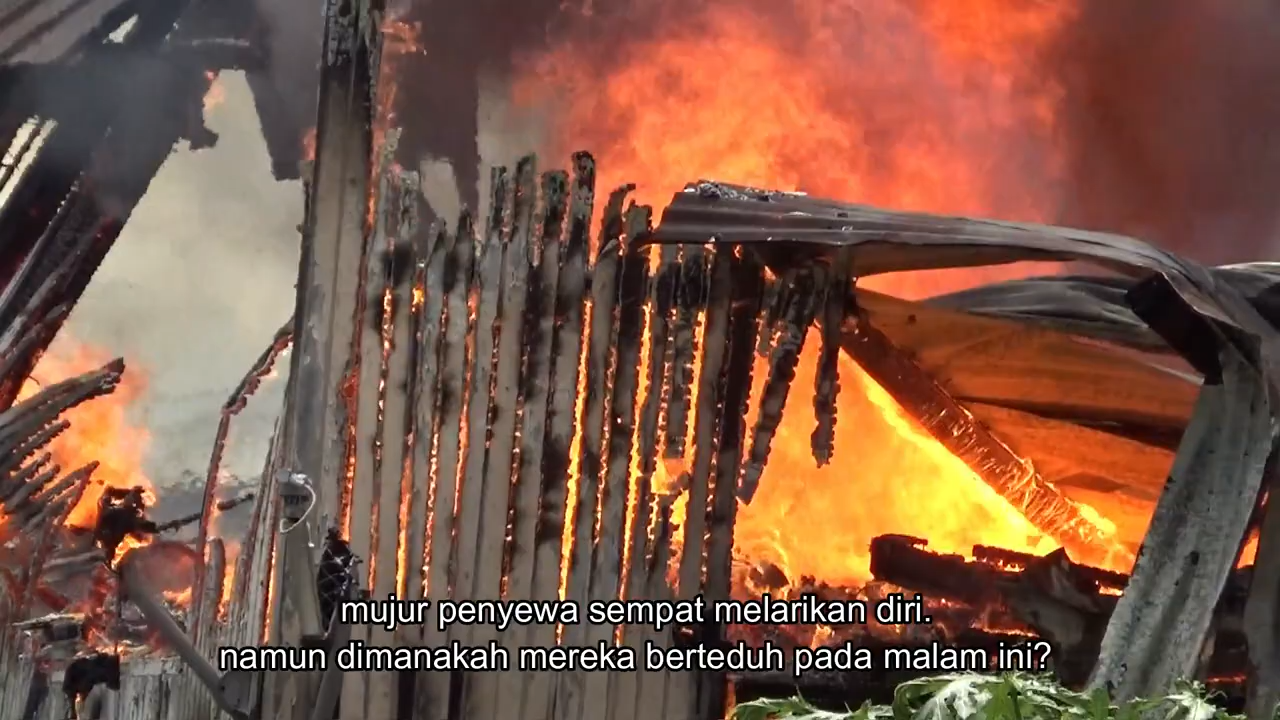 mujur penyewa sempat melarikan diri.
namun dimanakah mereka berteduh pada malam ini?